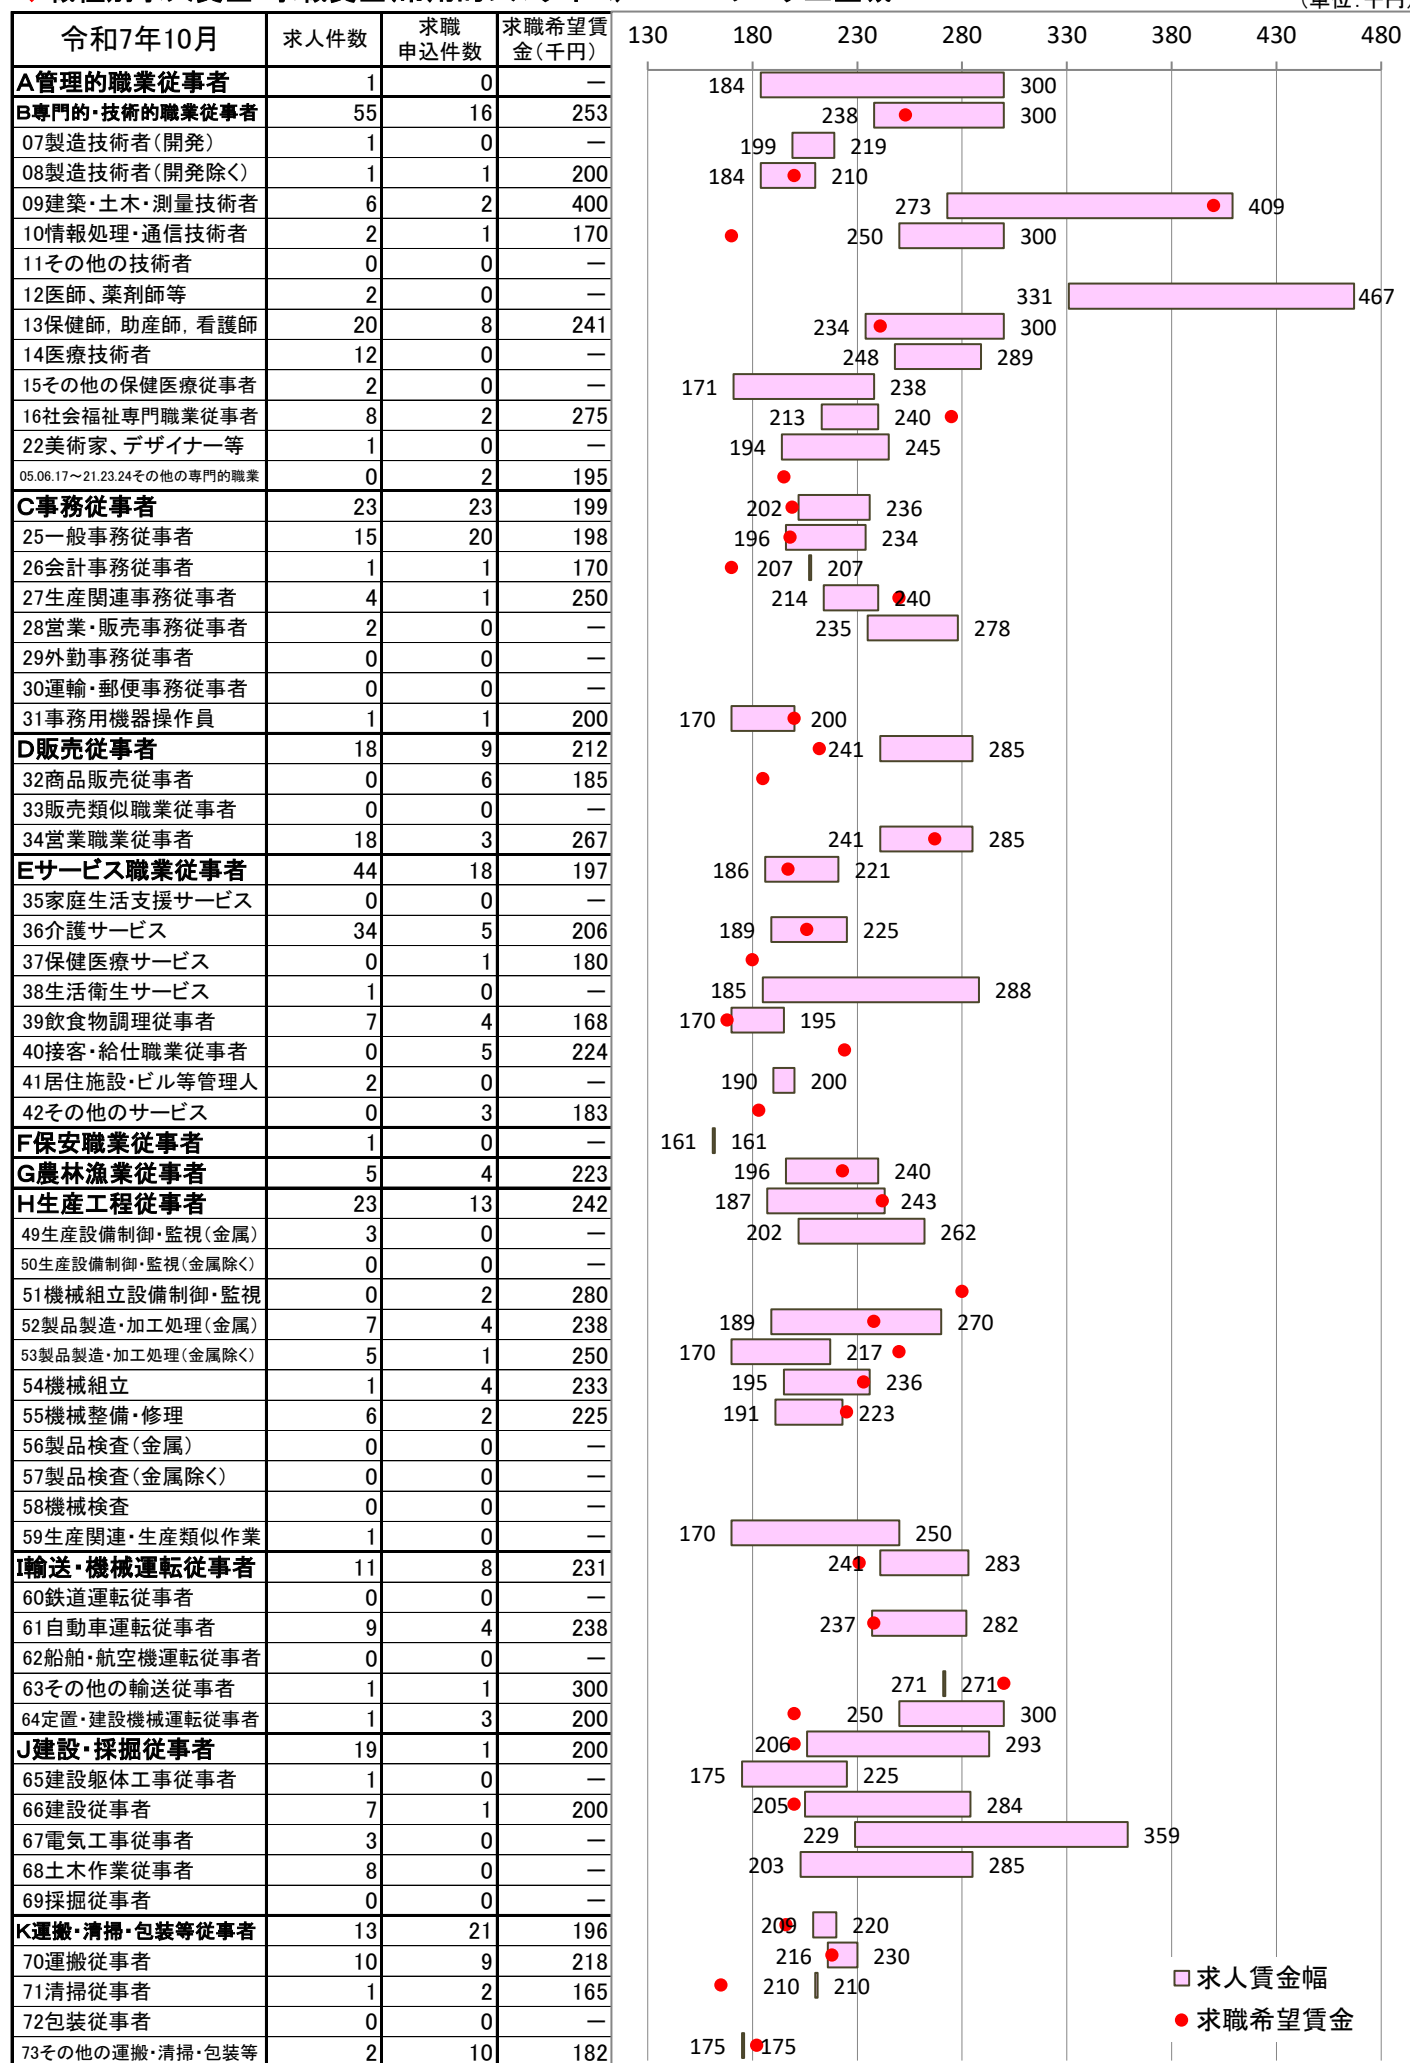 令和7年10月 求人件数 求職申込件数 求職希望賃金(千円) 130 180 230 280 330 380 430 480
A管理的職業従事者 1 0 － 184 300
B専門的・技術的職業従事者 55 16 253 238 300
07製造技術者(開発) 1 0 － 199 219
08製造技術者(開発除く) 1 1 200 184 210
09建築・土木・測量技術者 6 2 400 273 409
10情報処理・通信技術者 2 1 170 250 300
11その他の技術者 0 0 －
12医師、薬剤師等 2 0 － 331 467
13保健師,助産師,看護師 20 8 241 234 300
14医療技術者 12 0 － 248 289
15その他の保健医療従事者 2 0 － 171 238
16社会福祉専門職業従事者 8 2 275 213 240
22美術家、デザイナー等 1 0 － 194 245
05.06.17～21.23.24その他の専門的職業 0 2 195
C事務従事者 23 23 199 202 236
25一般事務従事者 15 20 198 196 234
26会計事務従事者 1 1 170 207 207
27生産関連事務従事者 4 1 250 214 240
28営業・販売事務従事者 2 0 － 235 278
29外勤事務従事者 0 0 －
30運輸・郵便事務従事者 0 0 －
31事務用機器操作員 1 1 200 170 200
D販売従事者 18 9 212 241 285
32商品販売従事者 0 6 185
33販売類似職業従事者 0 0 －
34営業職業従事者 18 3 267 241 285
Eサービス職業従事者 44 18 197 186 221
35家庭生活支援サービス 0 0 －
36介護サービス 34 5 206 189 225
37保健医療サービス 0 1 180
38生活衛生サービス 1 0 － 185 288
39飲食物調理従事者 7 4 168 170 195
40接客・給仕職業従事者 0 5 224
41居住施設・ビル等管理人 2 0 － 190 200
42その他のサービス 0 3 183
F保安職業従事者 1 0 － 161 161
G農林漁業従事者 5 4 223 196 240
H生産工程従事者 23 13 242 187 243
49生産設備制御・監視(金属) 3 0 － 202 262
50生産設備制御・監視(金属除く) 0 0 －
51機械組立設備制御・監視 0 2 280
52製品製造・加工処理(金属) 7 4 238 189 270
53製品製造・加工処理(金属除く) 5 1 250 170 217
54機械組立 1 4 233 195 236
55機械整備・修理 6 2 225 191 223
56製品検査(金属) 0 0 －
57製品検査(金属除く) 0 0 －
58機械検査 0 0 －
59生産関連・生産類似作業 1 0 － 170 250
I輸送・機械運転従事者 11 8 231 241 283
60鉄道運転従事者 0 0 －
61自動車運転従事者 9 4 238 237 282
62船舶・航空機運転従事者 0 0 －
63その他の輸送従事者 1 1 300 271 271
64定置・建設機械運転従事者 1 3 200 250 300
J建設・採掘従事者 19 1 200 206 293
65建設躯体工事従事者 1 0 － 175 225
66建設従事者 7 1 200 205 284
67電気工事従事者 3 0 － 229 359
68土木作業従事者 8 0 － 203 285
69採掘従事者 0 0 －
K運搬・清掃・包装等従事者 13 21 196 209 220
70運搬従事者 10 9 218 216 230
71清掃従事者 1 2 165 210 210
72包装従事者 0 0 －
73その他の運搬・清掃・包装等 2 10 182 175 175
求人賃金幅
求職希望賃金